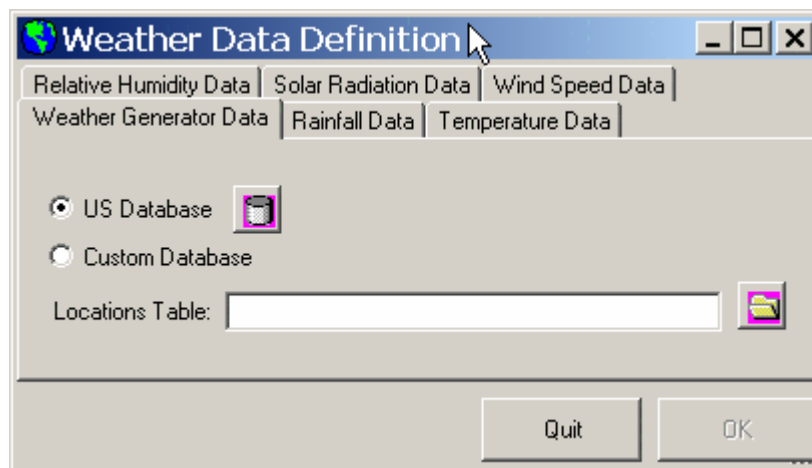 Weather Data Definition
Relative Humidity Data Solar Radiation Data Wind Speed Data
Weather Generator Data Rainfall Data Temperature Data
US Database
Custom Database
Locations Table:
Quit OK